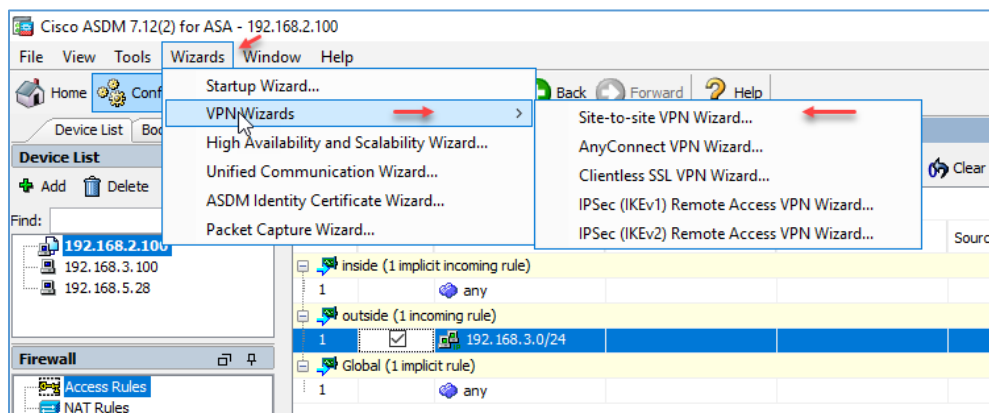 Cisco ASDM 7.12(2) for ASA - 192.168.2.100
File View Tools Wizards Window Help
Home Conf Back Forward Help
Startup Wizard...
VPN Wizards
High Availability and Scalability Wizard...
Unified Communication Wizard...
ASDM Identity Certificate Wizard...
Packet Capture Wizard...
Site-to-site VPN Wizard...
AnyConnect VPN Wizard...
Clientless SSL VPN Wizard...
IPSec (IKEv1) Remote Access VPN Wizard...
IPSec (IKEv2) Remote Access VPN Wizard...
Device List Boo
Device List
Add Delete
Clear
Find:
192.168.2.100
192.168.3.100
192.168.5.28
Sourc
inside (1 implicit incoming rule)
1 any
outside (1 incoming rule)
1 192.168.3.0/24
Global (1 implicit rule)
1 any
Firewall
Access Rules
NAT Rules